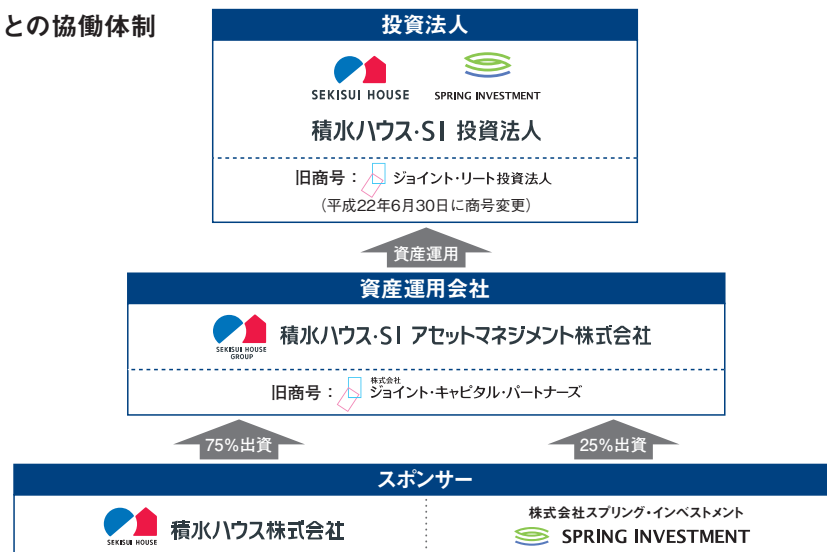 との協働体制
投資法人
SEKISUI HOUSE SPRING INVESTMENT
積水ハウス・SI 投資法人
旧商号： ジョイント・リート投資法人
（平成22年6月30日に商号変更）
資産運用
資産運用会社
SEKISUI HOUSE
GROUP
積水ハウス・SI アセットマネジメント株式会社
株式会社
旧商号： ジョイント・キャピタル・パートナーズ
75%出資 25%出資
スポンサー
SEKISUI HOUSE 積水ハウス株式会社
株式会社スプリング・インベストメント
SPRING INVESTMENT